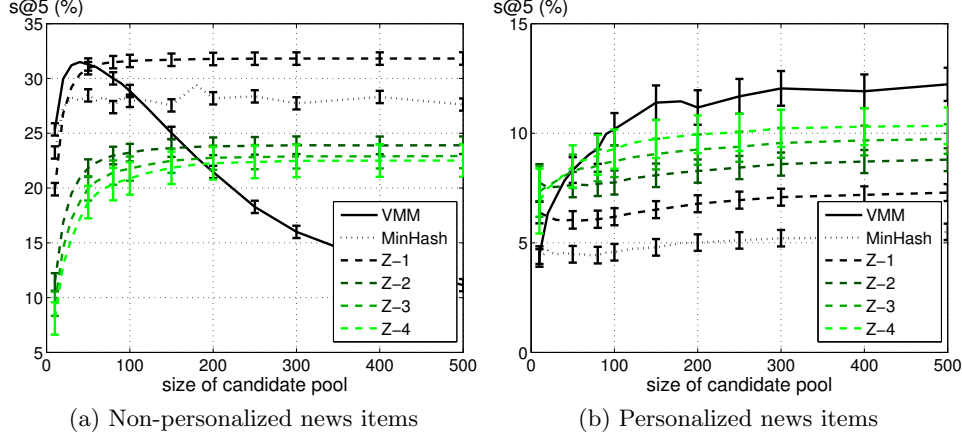 s@5 (%)
35
30
25
20
15
10
5
0
100
200
300
400
500
size of candidate pool
VMM
MinHash
Z−1
Z−2
Z−3
Z−4
(a) Non-personalized news items
s@5 (%)
15
10
5
0
0
100
200
300
400
500
size of candidate pool
VMM
MinHash
Z−1
Z−2
Z−3
Z−4
(b) Personalized news items